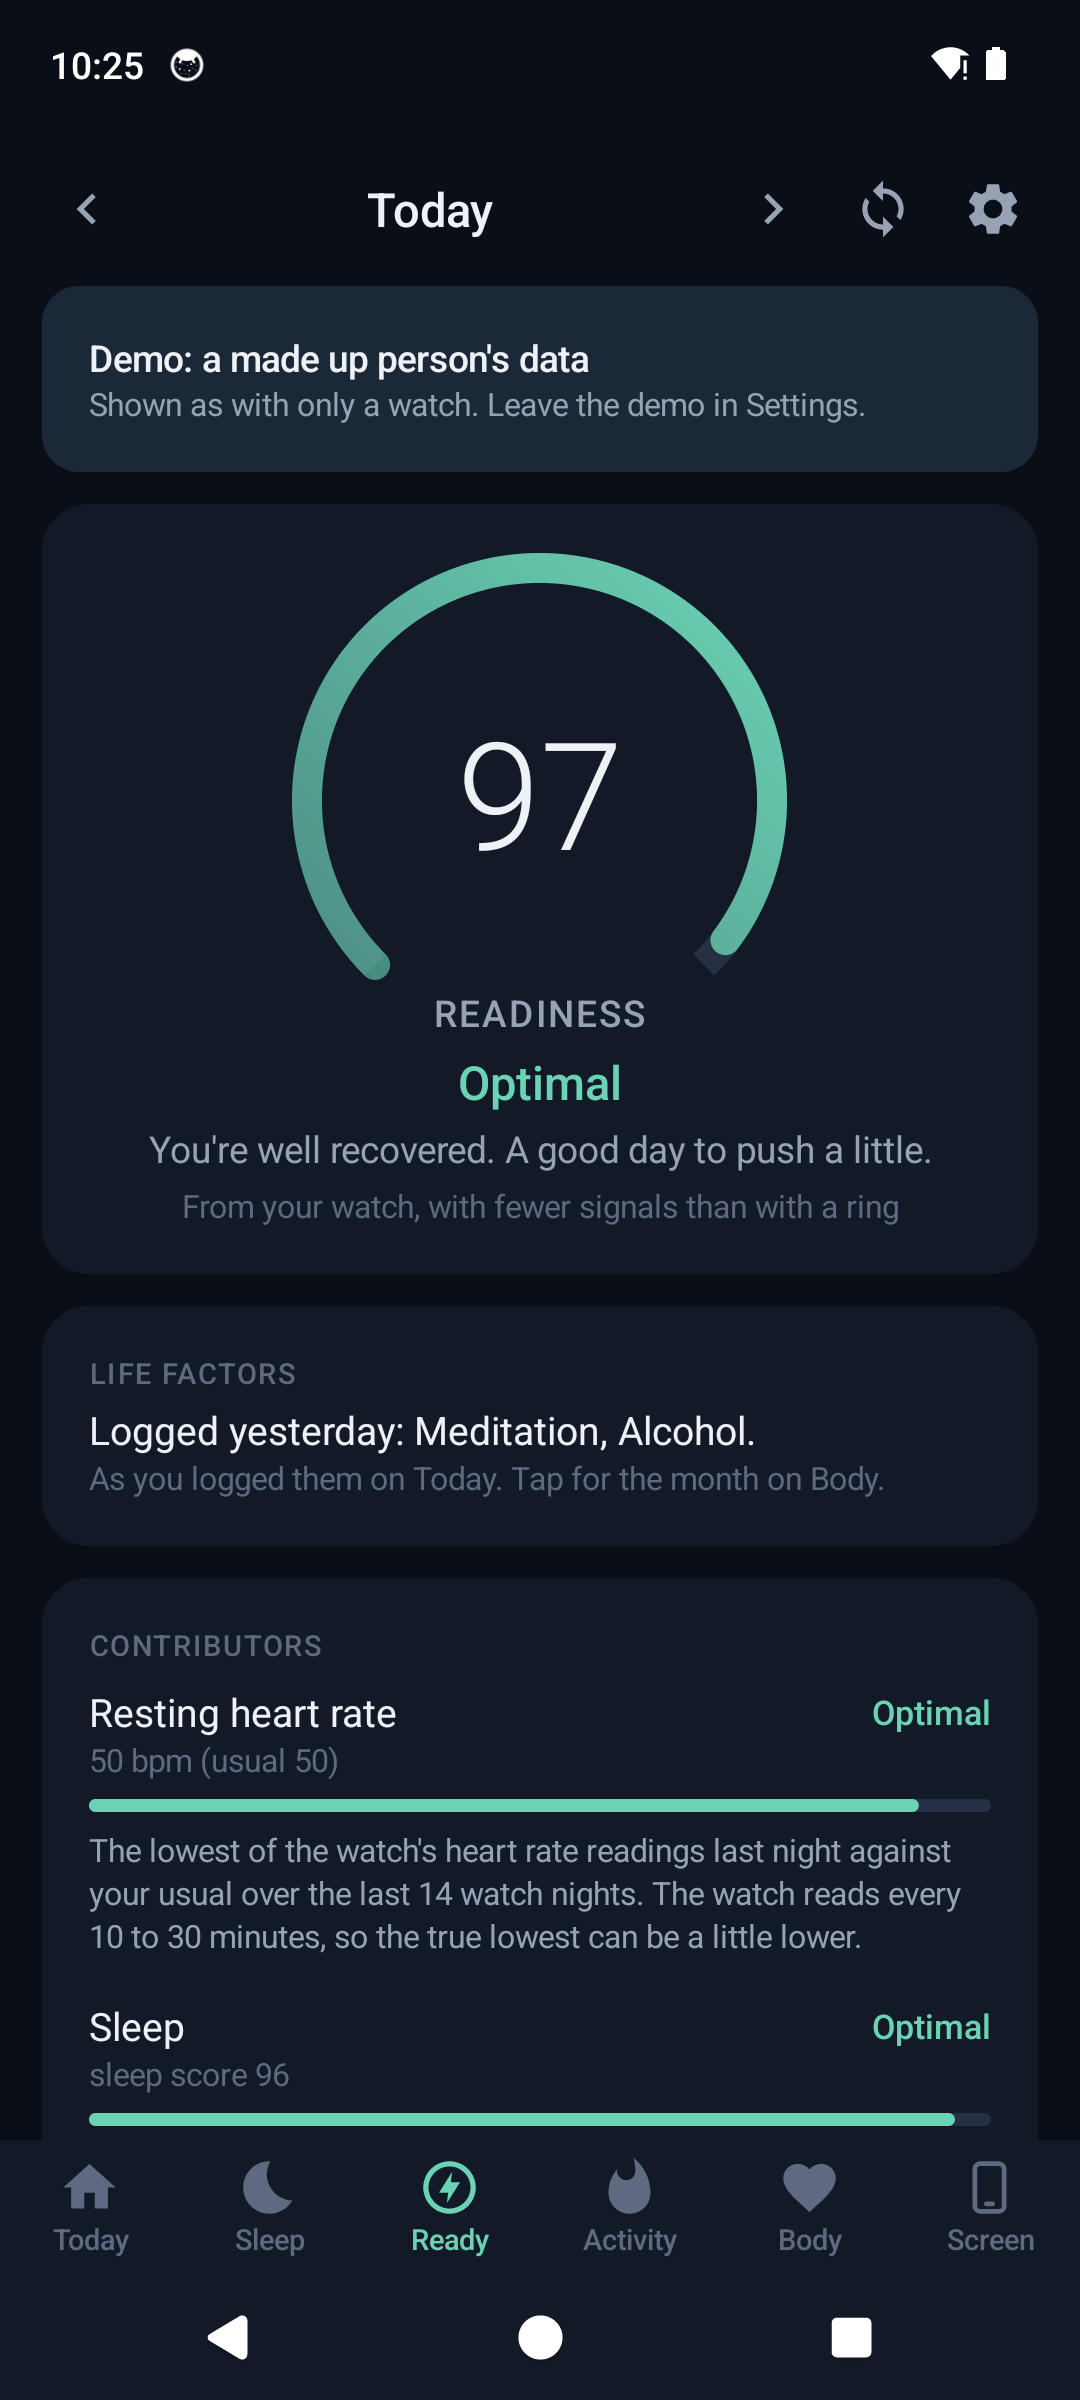 10:25
Today
Demo: a made up person's data
Shown as with only a watch. Leave the demo in Settings.
97
READINESS
Optimal
You're well recovered. A good day to push a little.
From your watch, with fewer signals than with a ring
LIFE FACTORS
Logged yesterday: Meditation, Alcohol.
As you logged them on Today. Tap for the month on Body.
CONTRIBUTORS
Resting heart rate
Optimal
50 bpm (usual 50)
The lowest of the watch's heart rate readings last night against
your usual over the last 14 watch nights. The watch reads every
10 to 30 minutes, so the true lowest can be a little lower.
Sleep
Optimal
sleep score 96
Today
Sleep
Ready
Activity
Body
Screen